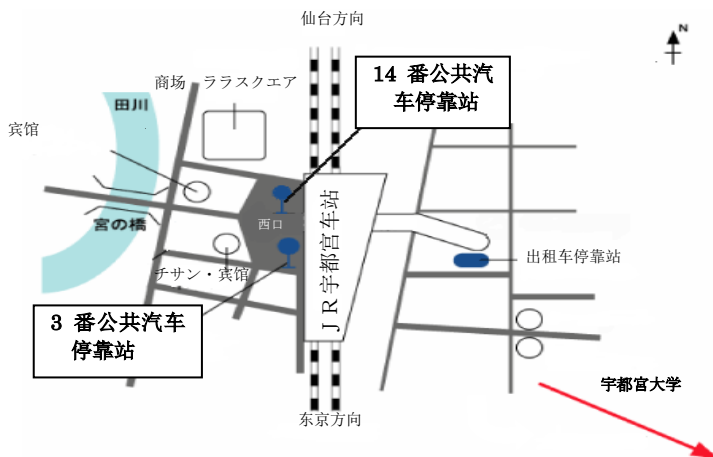 仙台方向
N
14 番公共汽
车停靠站
商场 ララスクエア
田川
宾馆
宮の橋
西口
JR宇都宫车站
出租车停靠站
チサン・宾馆
3 番公共汽车
停靠站
宇都宫大学
东京方向